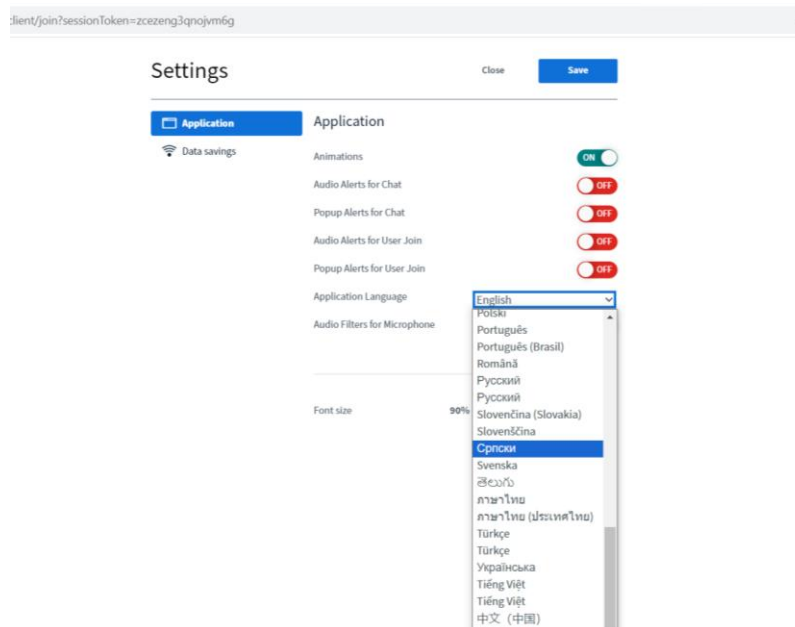 client/join?sessionToken=zcezeng3qnojvm6g
Settings
Close
Save
Application
Data savings
Application
Animations
ON
Audio Alerts for Chat
OFF
Popup Alerts for Chat
OFF
Audio Alerts for User Join
OFF
Popup Alerts for User Join
OFF
Application Language
English
Audio Filters for Microphone
Polski
Português
Português (Brasil)
Română
Русский
Русский
Slovenčina (Slovakia)
Slovenščina
Српски
Svenska
తెలుగు
ภาษาไทย
ภาษาไทย (ประเทศไทย)
Türkçe
Türkçe
Українська
Tiếng Việt
Tiếng Việt
中文（中国）
Font size
90%